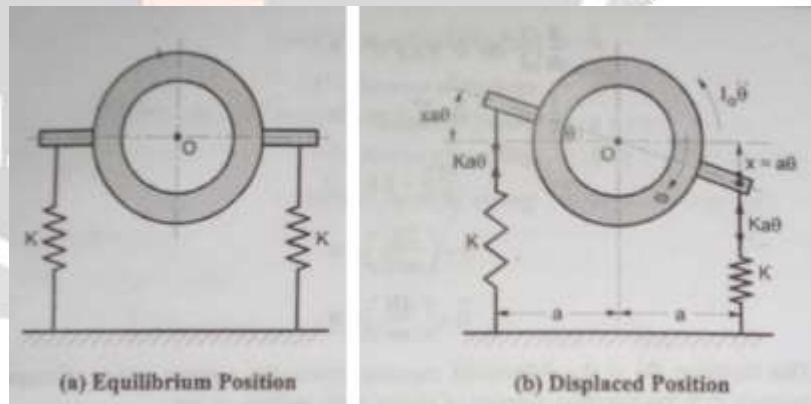 O
K
K
(a) Equilibrium Position
xaθ
θ
I₀θ̈
O
x = aθ
Kaθ
θ
Kaθ
K
K
a
a
(b) Displaced Position